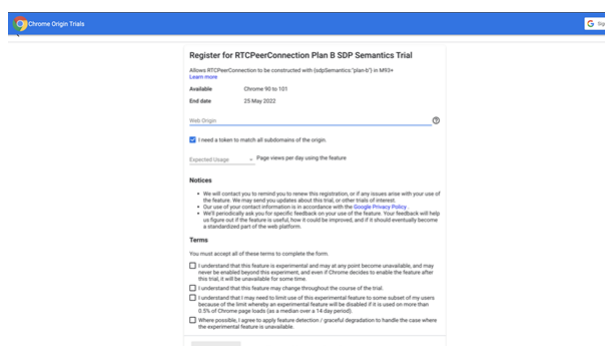 Chrome Origin Trials
Register for RTCPeerConnection Plan B SDP Semantics Trial
Allows RTCPeerConnection to be constructed with {sdpSemantics:"plan-b"} in M93+
Learn more
Available Chrome 90 to 101
End date 25 May 2022
Web Origin
I need a token to match all subdomains of the origin.
Expected Usage Page views per day using the feature
Notices
• We will contact you to remind you to renew this registration, or if any issues arise with your use of
the feature. We may send you updates about this trial, or other trials of interest.
• Our use of your contact information is in accordance with the Google Privacy Policy .
• We'll periodically ask you for specific feedback on your use of the feature. Your feedback will help
us figure out if the feature is useful, how it could be improved, and if it should eventually become
a standardized part of the web platform.
Terms
You must accept all of these terms to complete the form.
I understand that this feature is experimental and may at any point become unavailable, and may
never be enabled beyond this experiment, and even if Chrome decides to enable the feature after
this trial, it will be unavailable for some time.
I understand that this feature may change throughout the course of the trial.
I understand that I may need to limit use of this experimental feature to some subset of my users
because of the limit whereby an experimental feature will be disabled if it is used on more than
0.5% of Chrome page loads (as a median over a 14 day period).
Where possible, I agree to apply feature detection / graceful degradation to handle the case where
the experimental feature is unavailable.